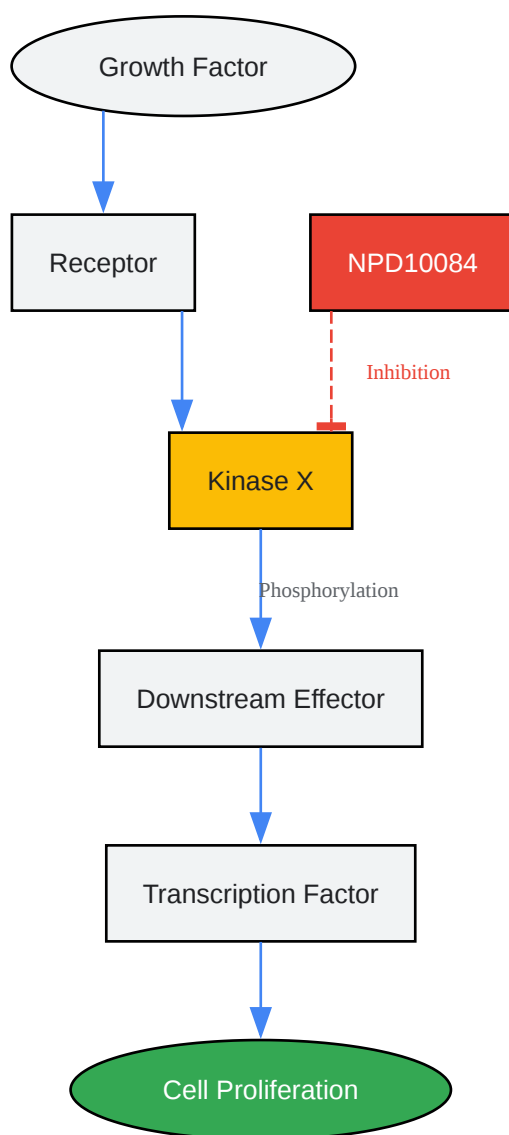 Growth Factor
Receptor
NPD10084
Inhibition
Kinase X
Phosphorylation
Downstream Effector
Transcription Factor
Cell Proliferation